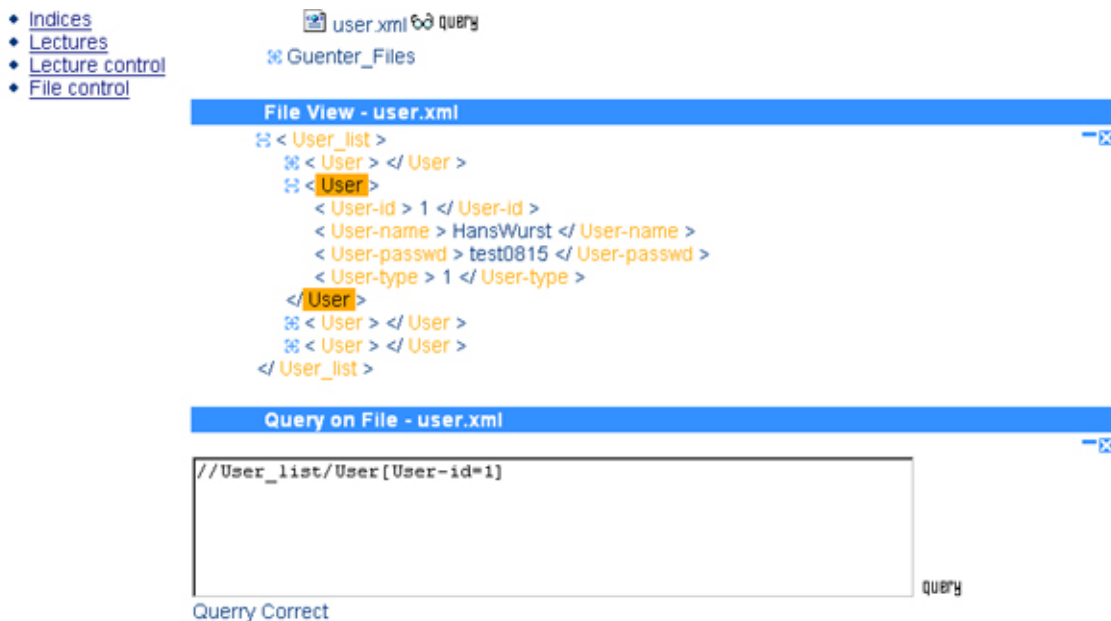 Indices
Lectures
Lecture control
File control
user.xml query
Guenter_Files
File View - user.xml
< User_list >
< User > </ User >
< User >
< User-id > 1 </ User-id >
< User-name > HansWurst </ User-name >
< User-passwd > test0815 </ User-passwd >
< User-type > 1 </ User-type >
</ User >
< User > </ User >
< User > </ User >
</ User_list >
Query on File - user.xml
//User_list/User[User-id=1]
query
Querry Correct